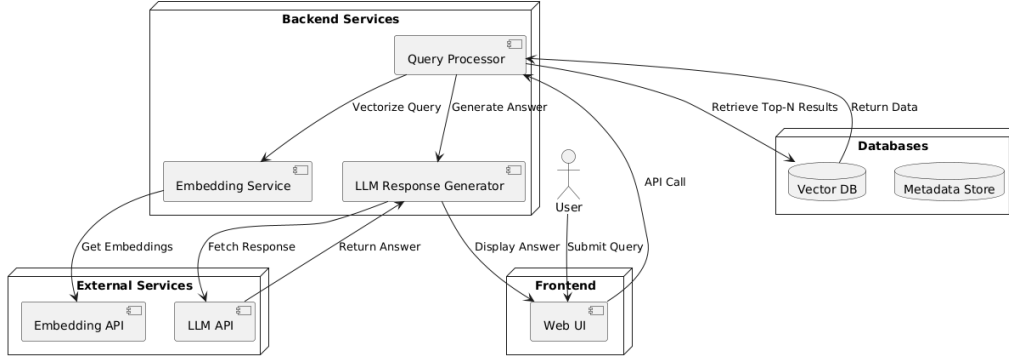 Backend Services
Query Processor
Vectorize Query
Generate Answer
Retrieve Top-N Results
Return Data
Databases
Embedding Service
LLM Response Generator
User
API Call
Vector DB
Metadata Store
Get Embeddings
Fetch Response
Return Answer
Display Answer
Submit Query
External Services
Frontend
Embedding API
LLM API
Web UI